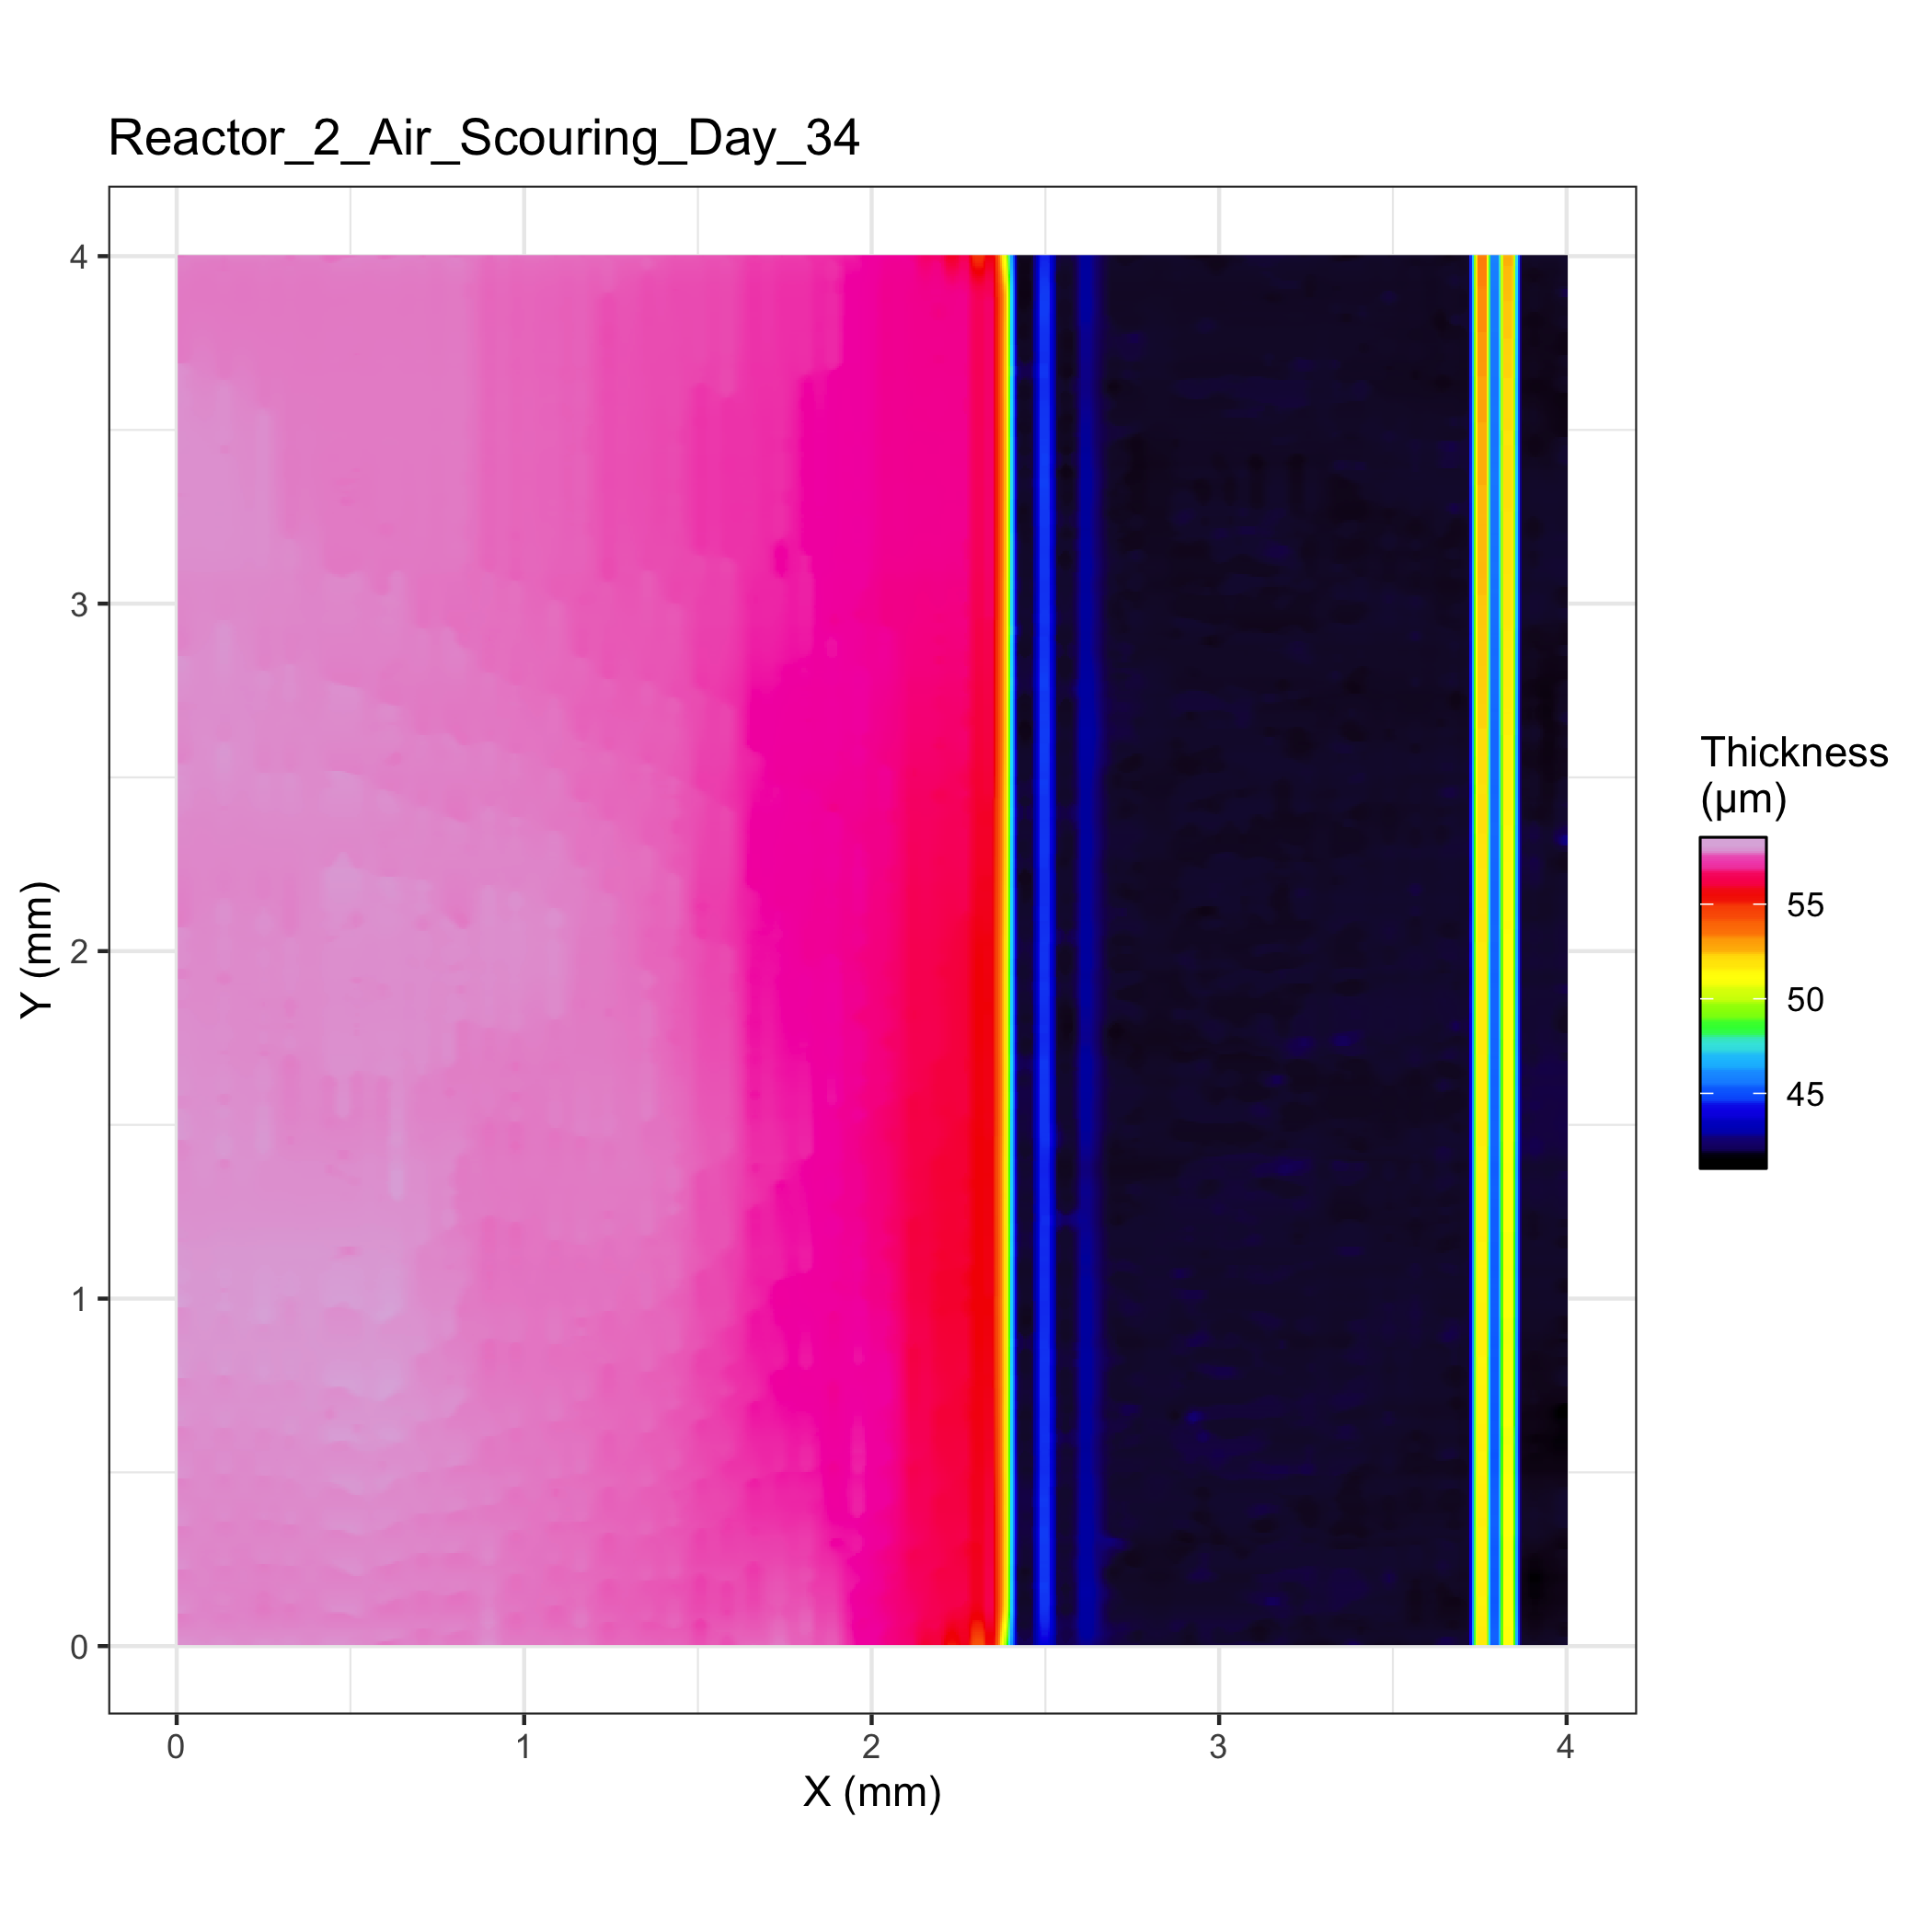 Reactor_2_Air_Scouring_Day_34
4
3
2
1
0
Y (mm)
0 1 2 3 4
X (mm)
Thickness
(µm)
55
50
45